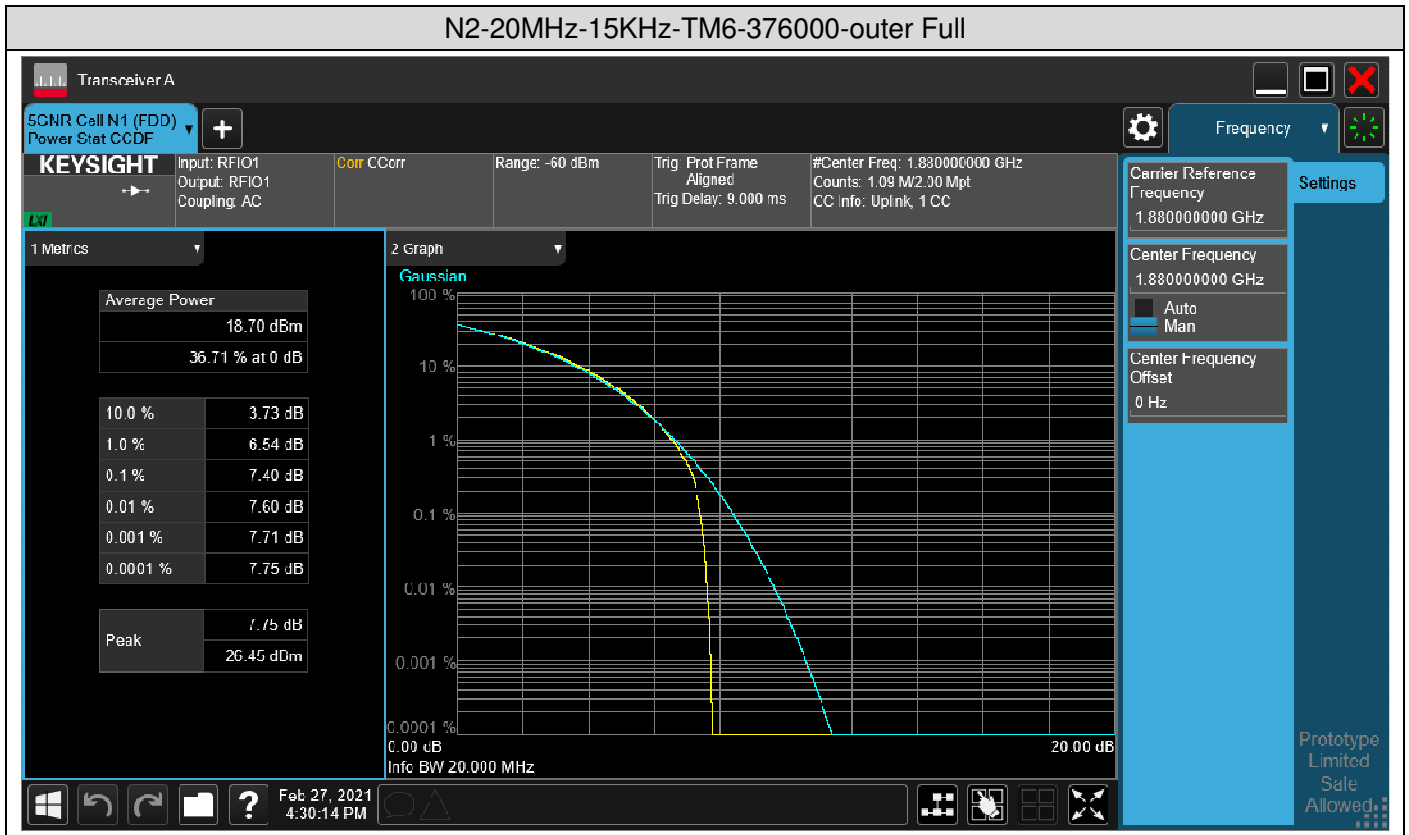 N2-20MHz-15KHz-TM6-376000-outer Full
Transceiver A
5GNR Cell N1 (FDD)
Power Stat CCDF
+
Frequency
KEYSIGHT
LXI
Input: RFIO1
Output: RFIO1
Coupling: AC
Corr CCorr
Range: -60 dBm
Trig: Prot Frame
Aligned
Trig Delay: 9.000 ms
#Center Freq: 1.880000000 GHz
Counts: 1.09 M/2.00 Mpt
CC Info: Uplink, 1 CC
Carrier Reference
Frequency
1.880000000 GHz
Settings
Center Frequency
1.880000000 GHz
Auto
Man
Center Frequency
Offset
0 Hz
1 Metrics
Average Power
18.70 dBm
36.71 % at 0 dB
10.0 % 3.73 dB
1.0 % 6.54 dB
0.1 % 7.40 dB
0.01 % 7.60 dB
0.001 % 7.71 dB
0.0001 % 7.75 dB
Peak
7.75 dB
26.45 dBm
2 Graph
Gaussian
100 %
10 %
1 %
0.1 %
0.01 %
0.001 %
0.0001 %
0.00 dB
20.00 dB
Info BW 20.000 MHz
Prototype
Limited
Sale
Allowed
?
Feb 27, 2021
4:30:14 PM